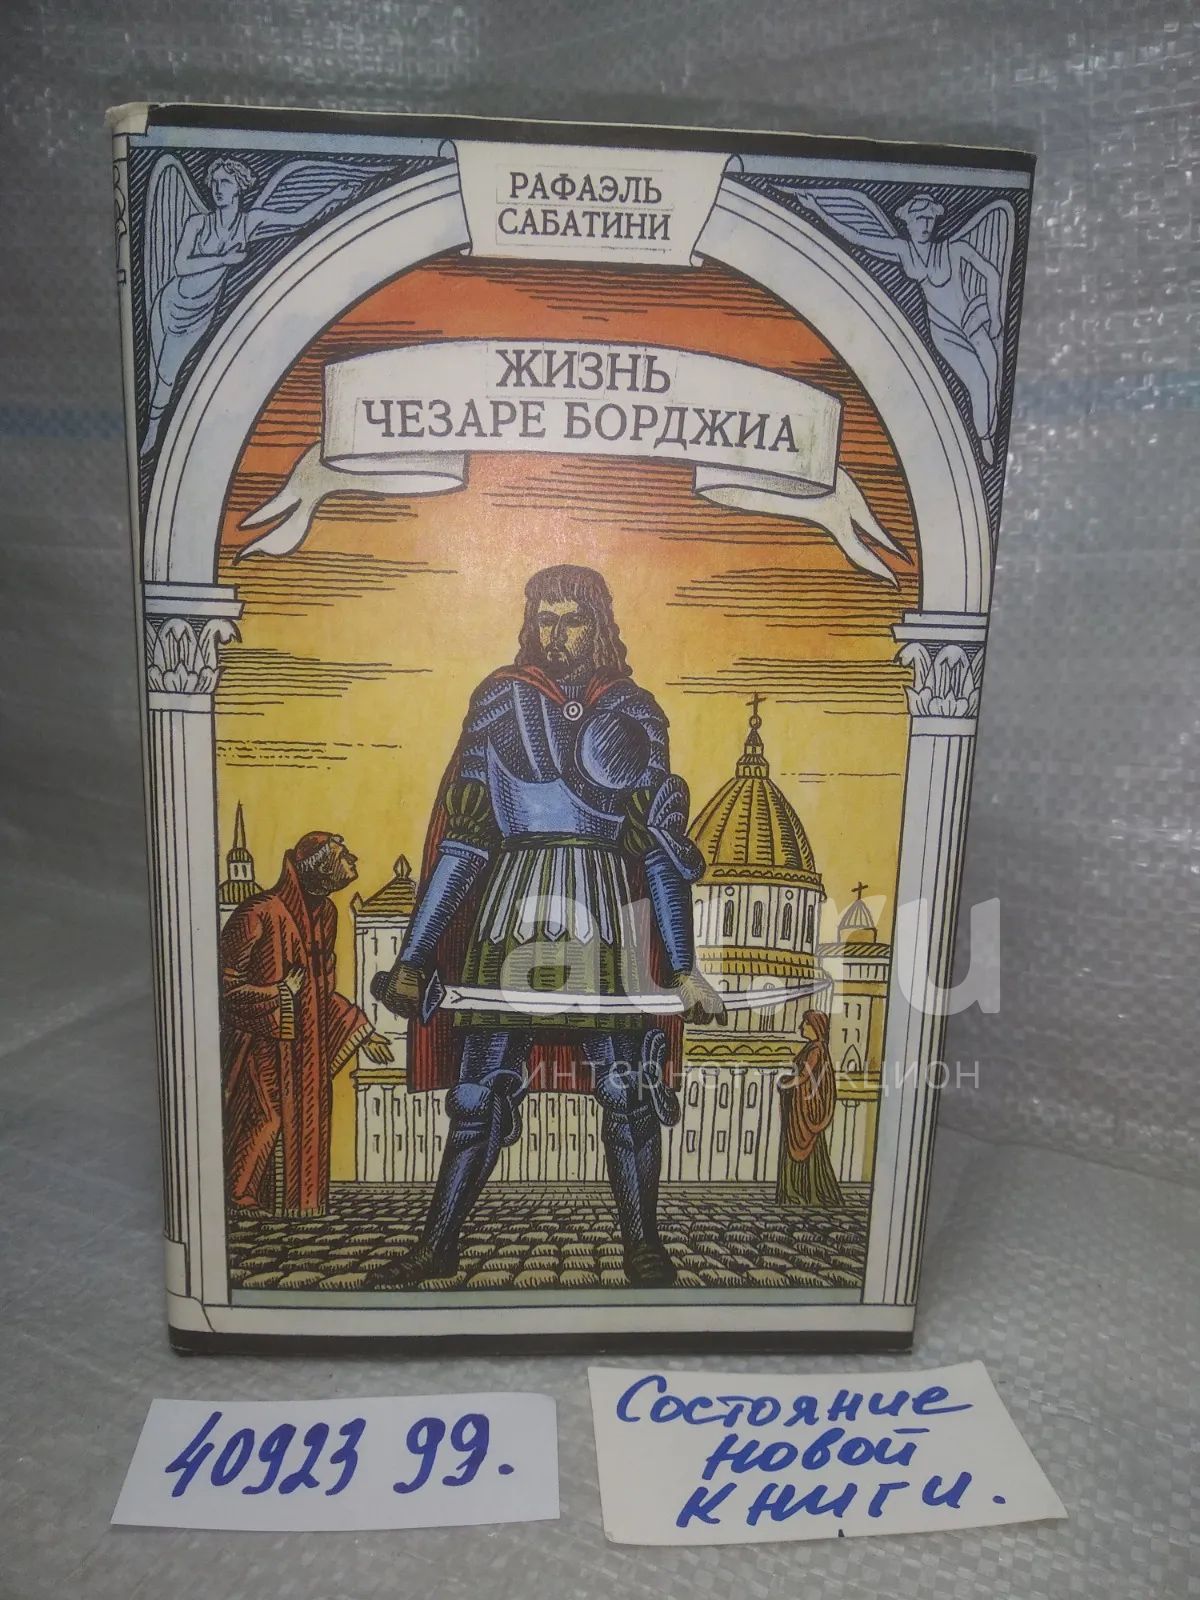 РАФАЭЛЬ
САБАТИНИ
ЖИЗНЬ
ЧЕЗАРЕ БОРДЖИА
au.ru
интернет-аукцион
40923 99.
Состояние
новой
книги.